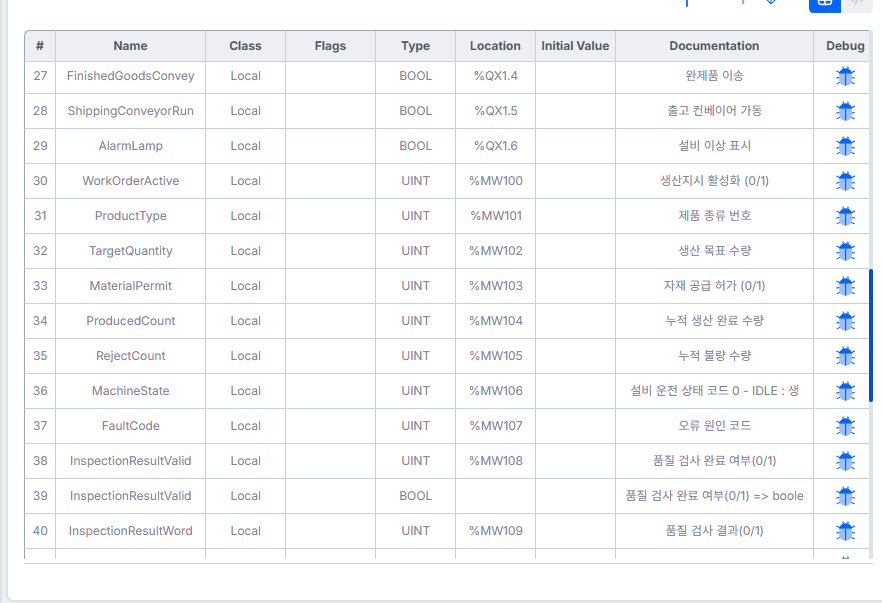 # Name Class Flags Type Location Initial Value Documentation Debug
27 FinishedGoodsConvey Local BOOL %QX1.4 완제품 이송
28 ShippingConveyorRun Local BOOL %QX1.5 출고 컨베이어 가동
29 AlarmLamp Local BOOL %QX1.6 설비 이상 표시
30 WorkOrderActive Local UINT %MW100 생산지시 활성화 (0/1)
31 ProductType Local UINT %MW101 제품 종류 번호
32 TargetQuantity Local UINT %MW102 생산 목표 수량
33 MaterialPermit Local UINT %MW103 자재 공급 허가 (0/1)
34 ProducedCount Local UINT %MW104 누적 생산 완료 수량
35 RejectCount Local UINT %MW105 누적 불량 수량
36 MachineState Local UINT %MW106 설비 운전 상태 코드 0 - IDLE : 생
37 FaultCode Local UINT %MW107 오류 원인 코드
38 InspectionResultValid Local UINT %MW108 품질 검사 완료 여부(0/1)
39 InspectionResultValid Local BOOL 품질 검사 완료 여부(0/1) => boole
40 InspectionResultWord Local UINT %MW109 품질 검사 결과(0/1)